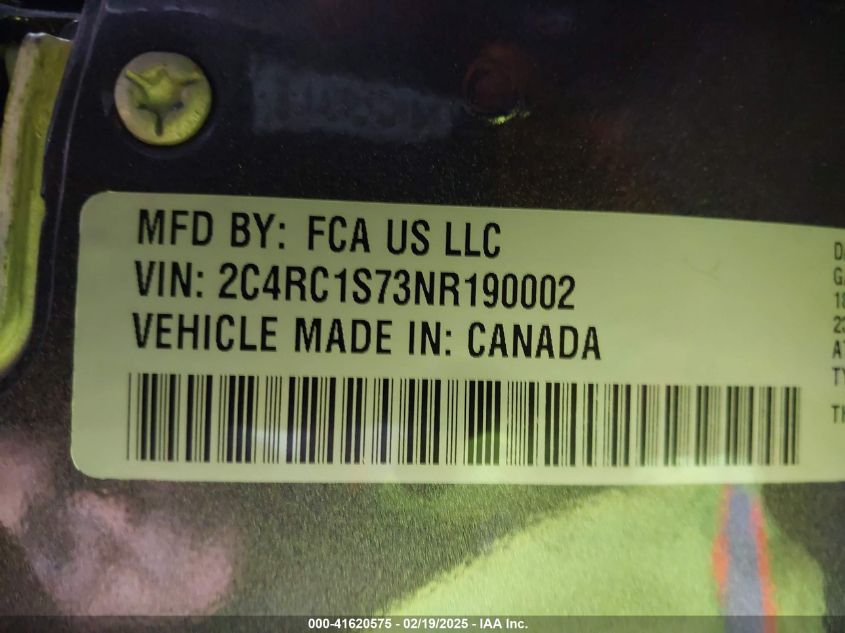 MFD BY: FCA US LLC
VIN: 2C4RC1S73NR190002
VEHICLE MADE IN: CANADA
000-41620575 - 02/19/2025 - IAA Inc.